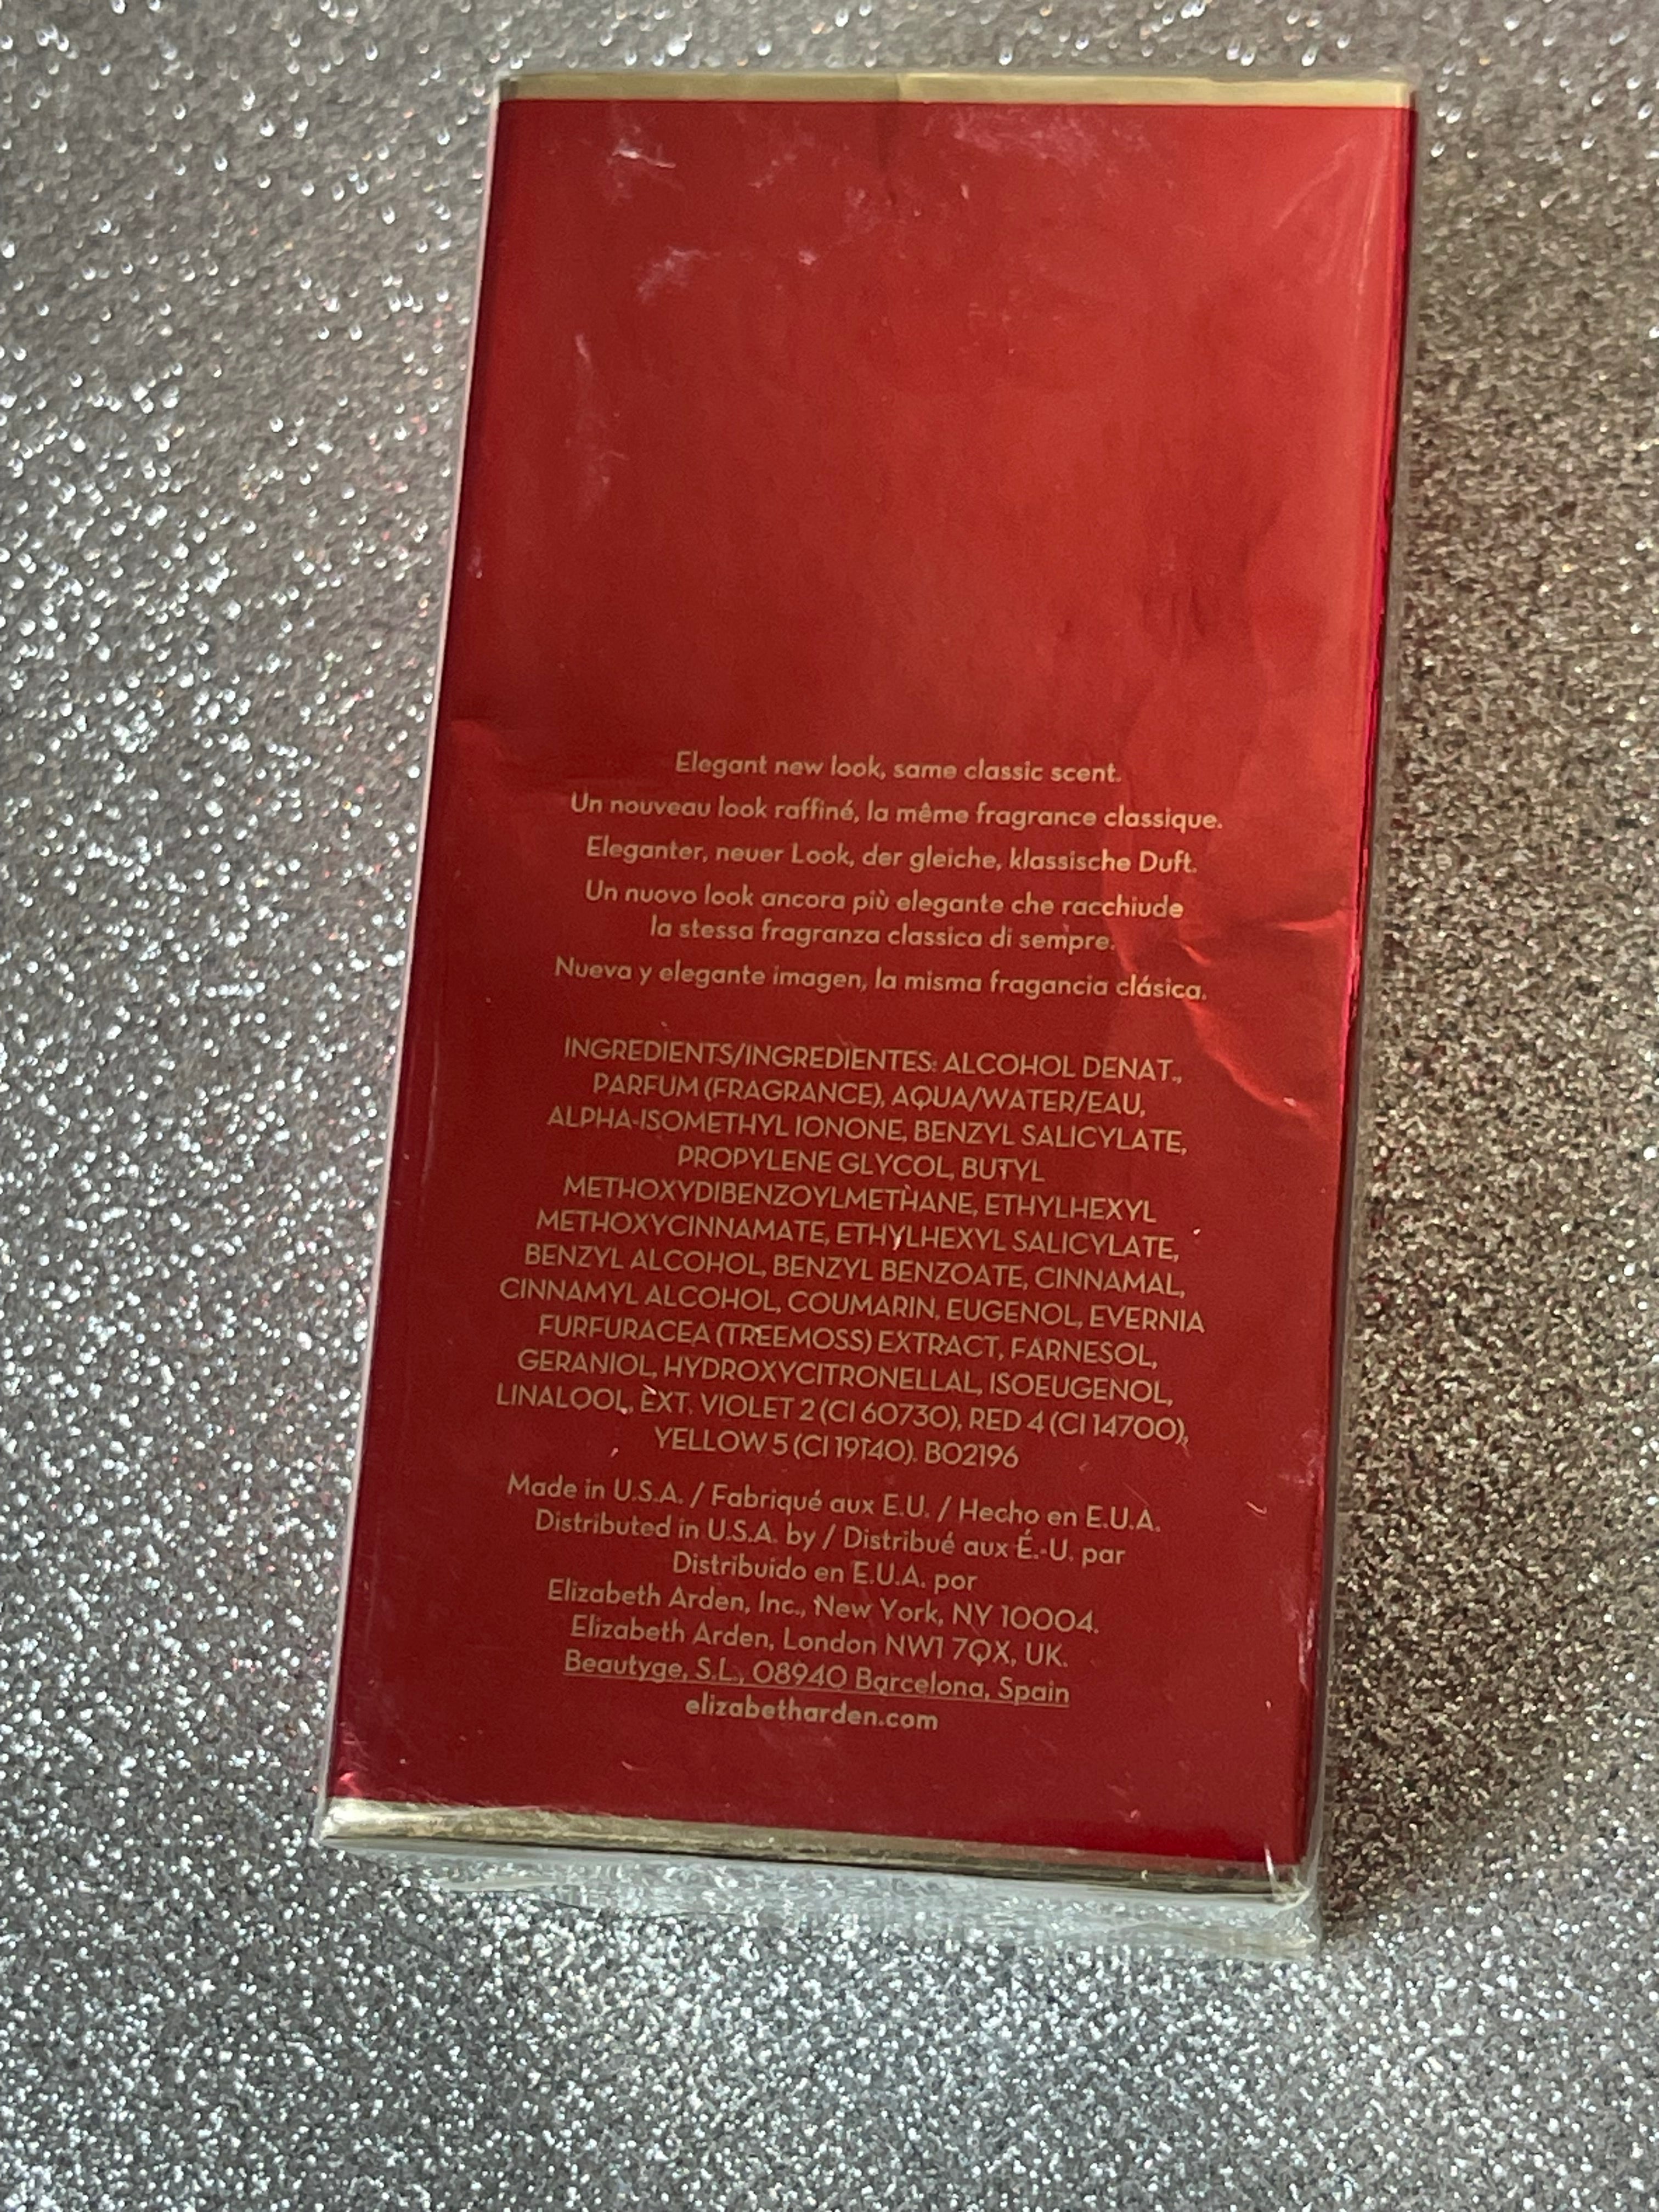 Elegant new look, same classic scent.
Un nouveau look raffiné, la même fragrance classique.
Eleganter, neuer Look, der gleiche, klassische Duft.
Un nuovo look ancora più elegante che racchiude
la stessa fragranza classica di sempre.
Nueva y elegante imagen, la misma fragancia clásica.
INGREDIENTS/INGREDIENTES: ALCOHOL DENAT.,
PARFUM (FRAGRANCE), AQUA/WATER/EAU,
ALPHA-ISOMETHYL IONONE, BENZYL SALICYLATE,
PROPYLENE GLYCOL, BUTYL
METHOXYDIBENZOYLMETHANE, ETHYLHEXYL
METHOXYCINNAMATE, ETHYLHEXYL SALICYLATE,
BENZYL ALCOHOL, BENZYL BENZOATE, CINNAMAL,
CINNAMYL ALCOHOL, COUMARIN, EUGENOL, EVERNIA
FURFURACEA (TREEMOSS) EXTRACT, FARNESOL,
GERANIOL, HYDROXYCITRONELLAL, ISOEUGENOL,
LINALOOL, EXT. VIOLET 2 (CI 60730), RED 4 (CI 14700),
YELLOW 5 (CI 19140). B02196
Made in U.S.A. / Fabriqué aux E.U. / Hecho en E.U.A.
Distributed in U.S.A. by / Distribué aux É.-U. par
Distribuido en E.U.A. por
Elizabeth Arden, Inc., New York, NY 10004.
Elizabeth Arden, London NW1 7QX, UK.
Beautyge, S.L., 08940 Barcelona, Spain
elizabetharden.com